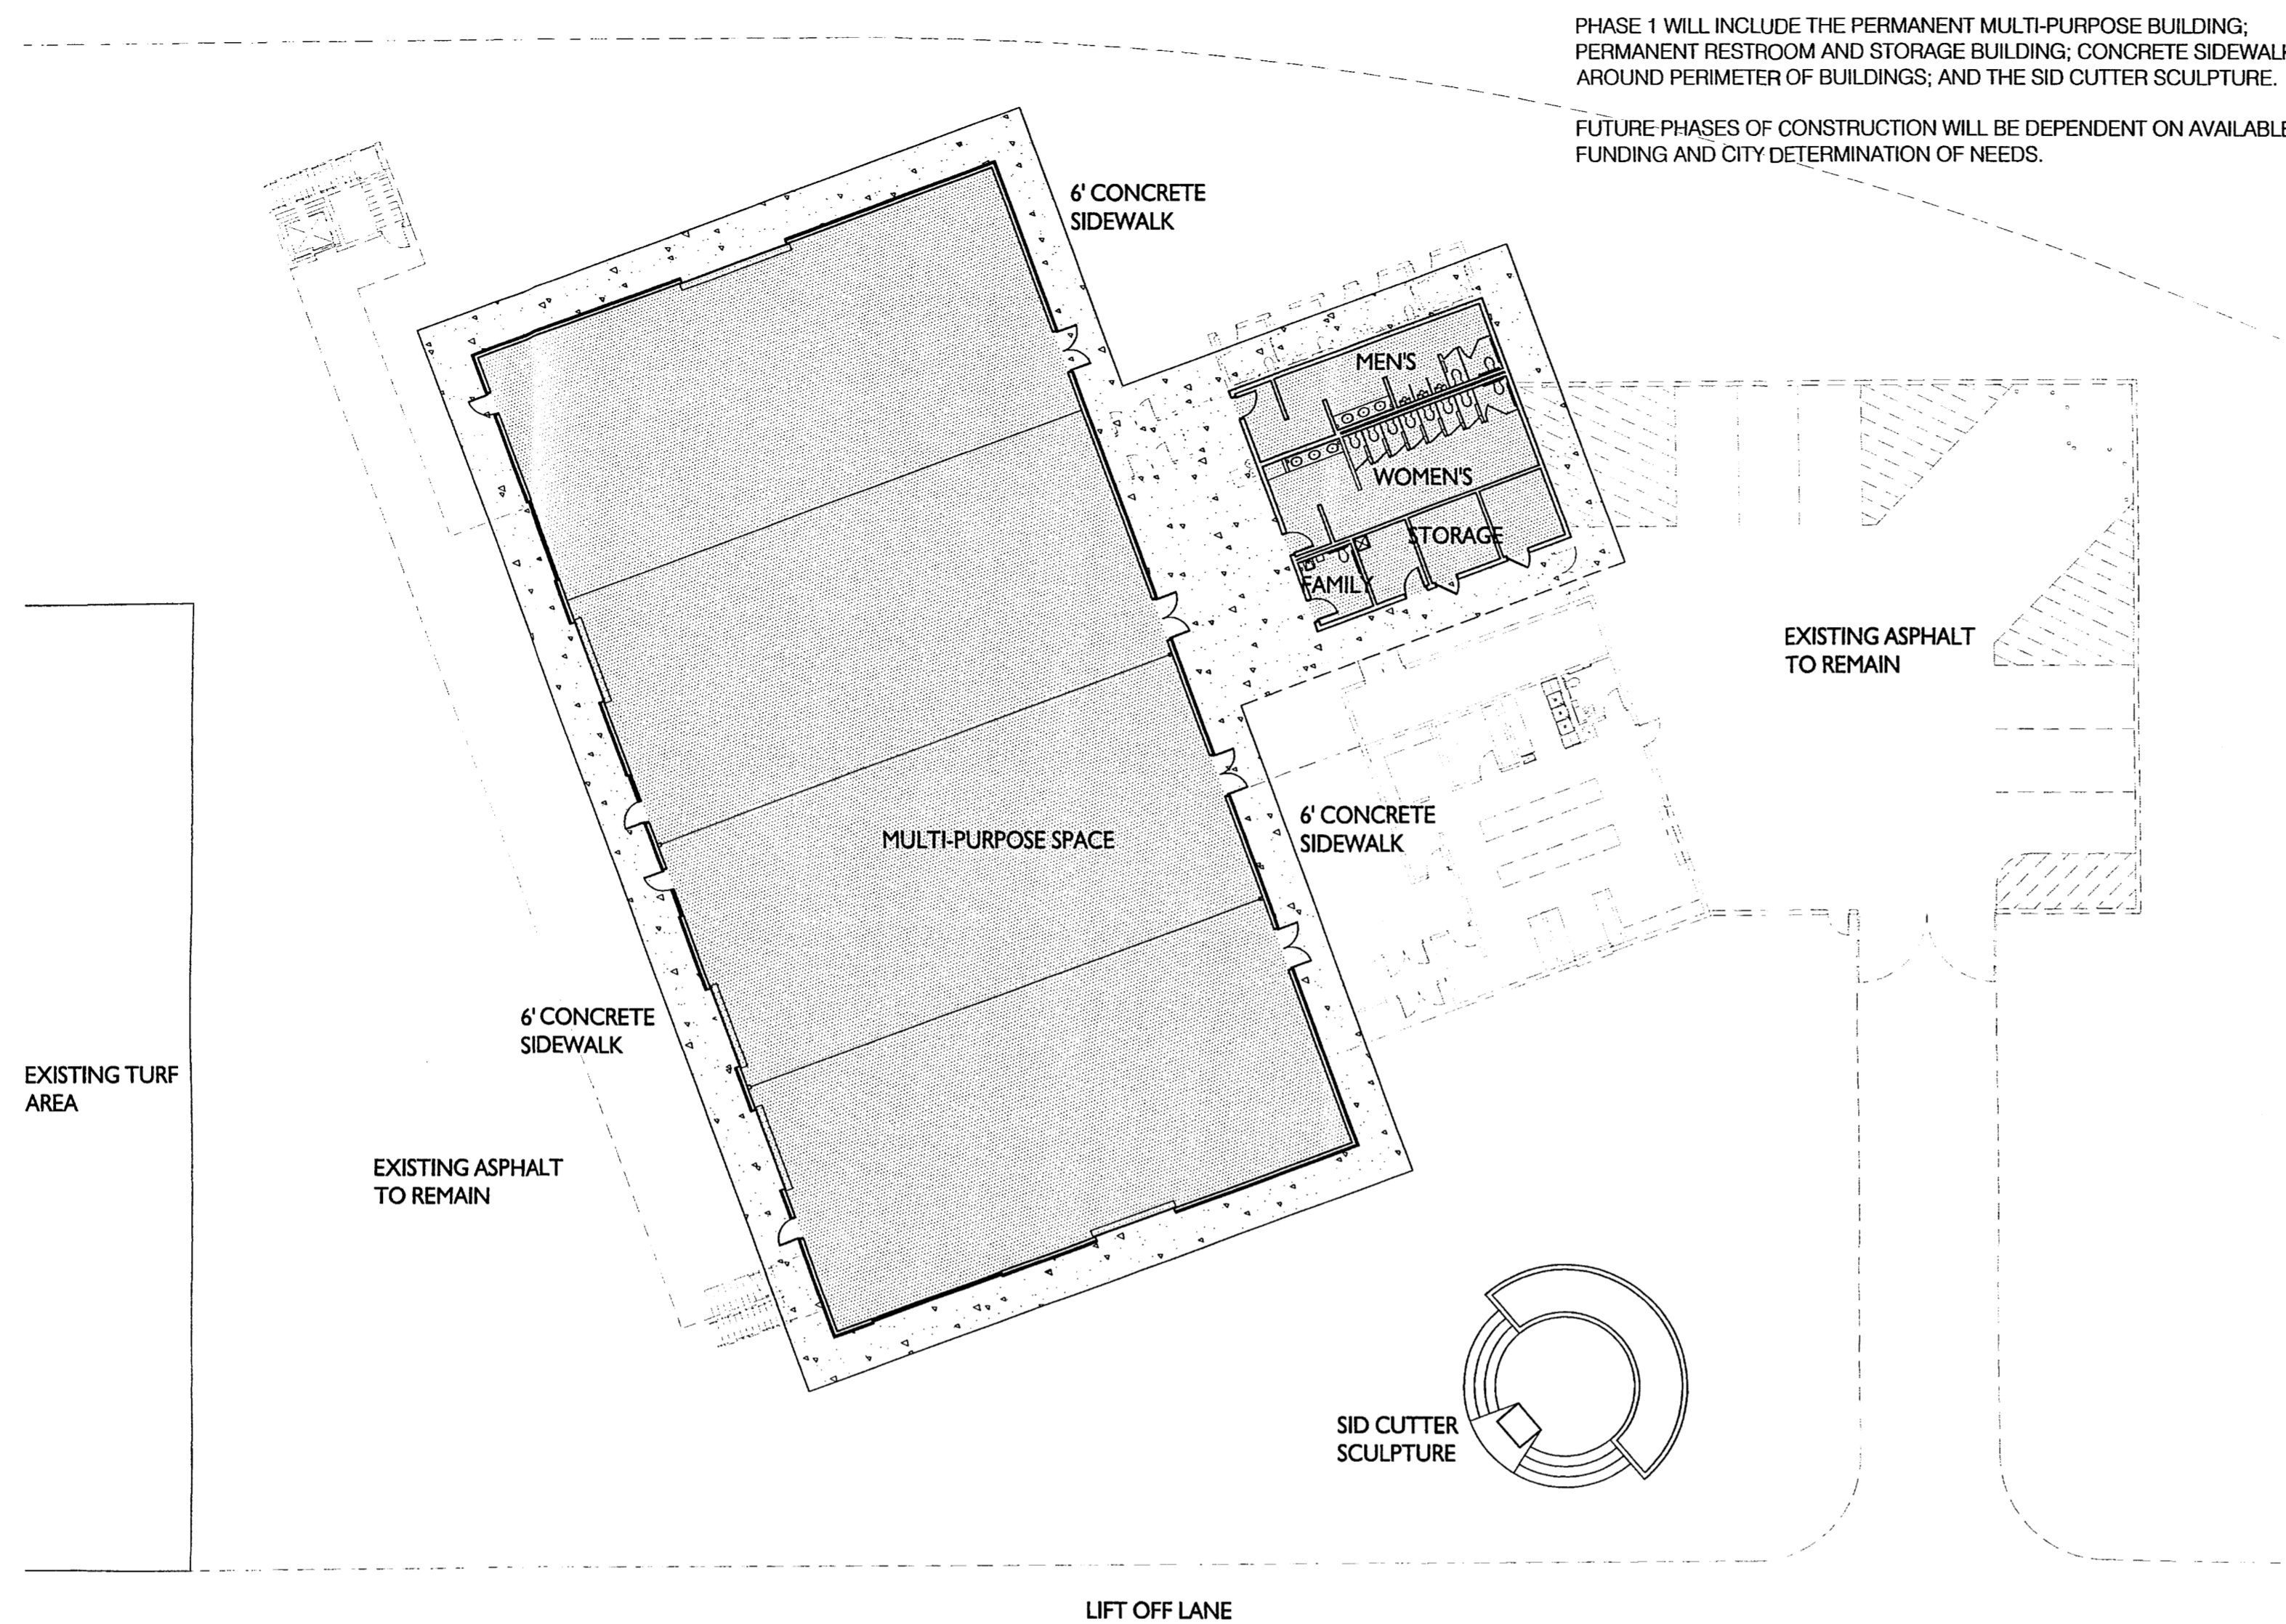 PHASE 1 WILL INCLUDE THE PERMANENT MULTI-PURPOSE BUILDING;
PERMANENT RESTROOM AND STORAGE BUILDING; CONCRETE SIDEWALK
AROUND PERIMETER OF BUILDINGS; AND THE SID CUTTER SCULPTURE.
FUTURE PHASES OF CONSTRUCTION WILL BE DEPENDENT ON AVAILABLE
FUNDING AND CITY DETERMINATION OF NEEDS.
6' CONCRETE
SIDEWALK
MEN'S
WOMEN'S
STORAGE
FAMILY
EXISTING ASPHALT
TO REMAIN
MULTI-PURPOSE SPACE
6' CONCRETE
SIDEWALK
6' CONCRETE
SIDEWALK
EXISTING TURF
AREA
EXISTING ASPHALT
TO REMAIN
SID CUTTER
SCULPTURE
LIFT OFF LANE